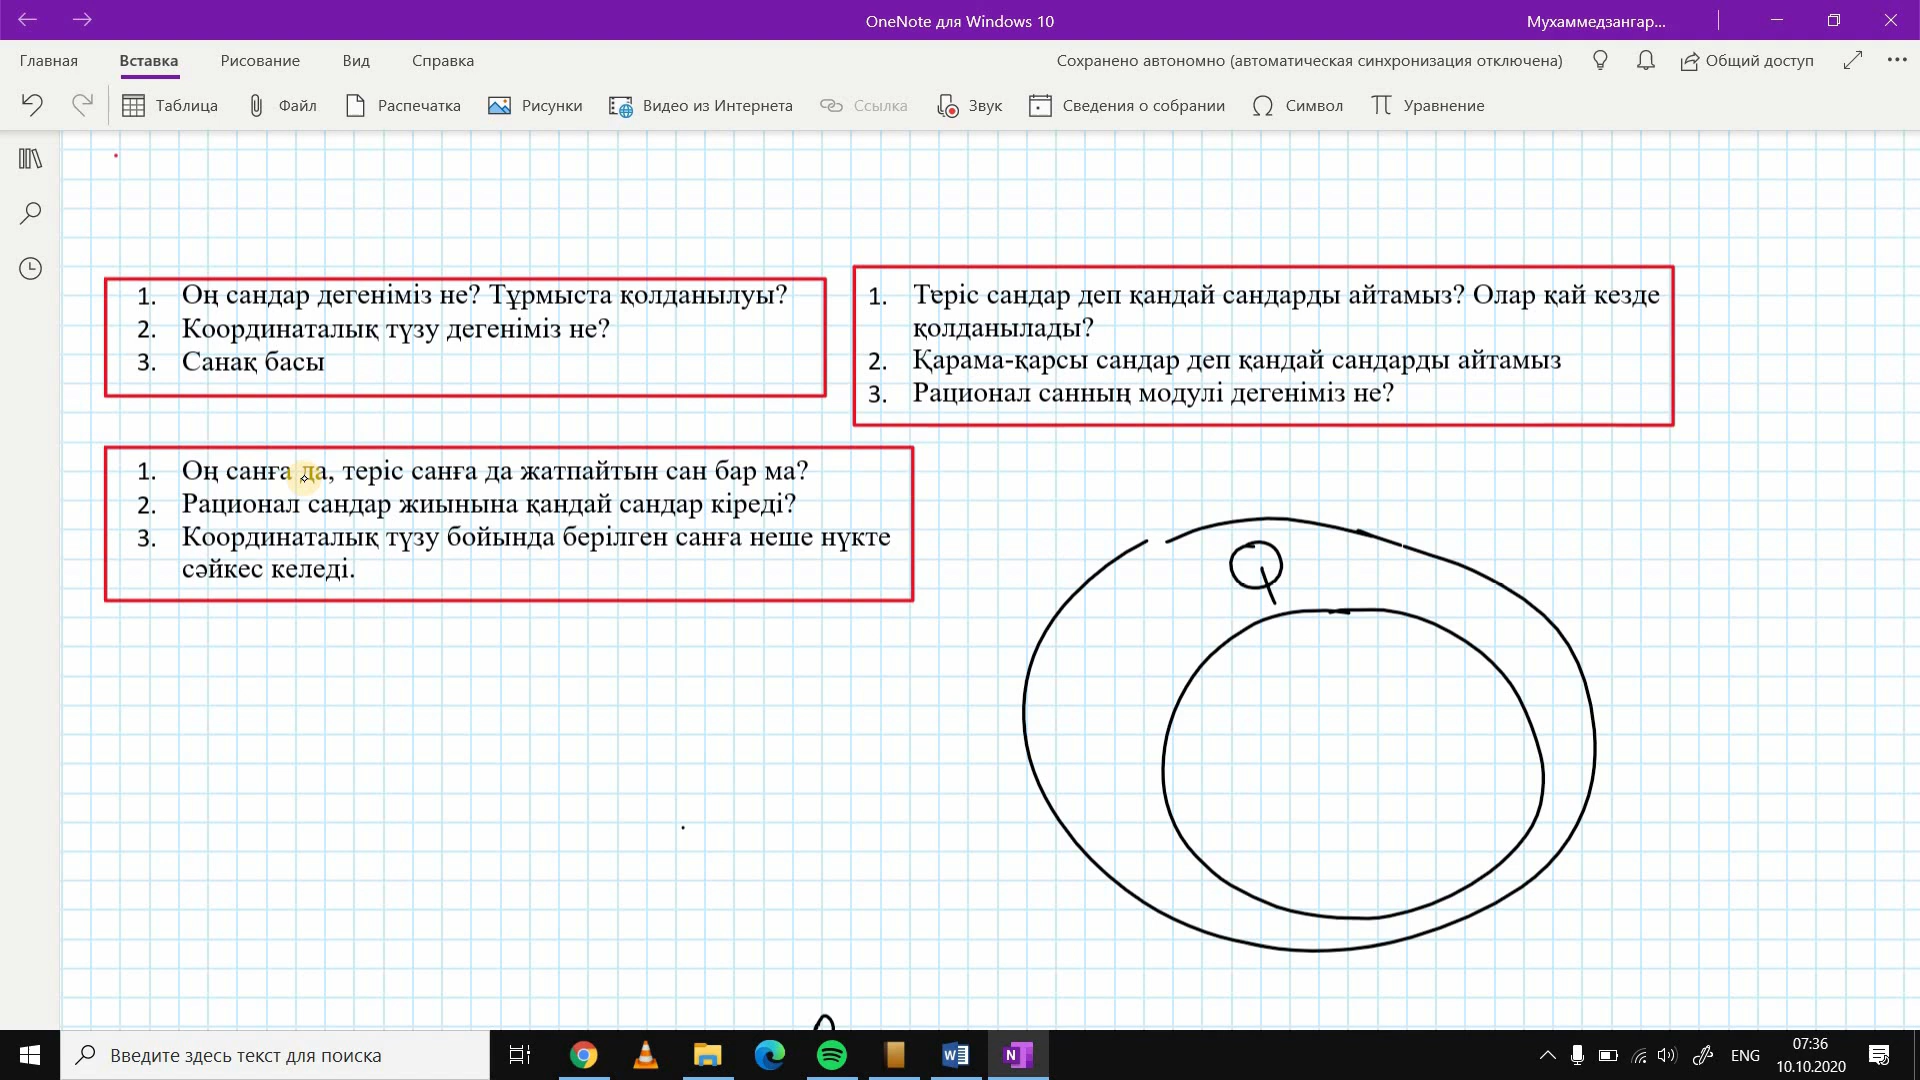 OneNote для Windows 10
Мухаммедзангар...
Главная
Вставка
Рисование
Вид
Справка
Сохранено автономно (автоматическая синхронизация отключена)
Общий доступ
Таблица
Файл
Распечатка
Рисунки
Видео из Интернета
Ссылка
Звук
Сведения о собрании
Символ
Уравнение
1. Оң сандар дегеніміз не? Тұрмыста қолданылуы?
2. Координаталық түзу дегеніміз не?
3. Санақ басы
1. Теріс сандар деп қандай сандарды айтамыз? Олар қай кезде
қолданылады?
2. Қарама-қарсы сандар деп қандай сандарды айтамыз
3. Рационал санның модулі дегеніміз не?
1. Оң санға да, теріс санға да жатпайтын сан бар ма?
2. Рационал сандар жиынына қандай сандар кіреді?
3. Координаталық түзу бойында берілген санға неше нүкте
сәйкес келеді.
Введите здесь текст для поиска
ENG
07:36
10.10.2020